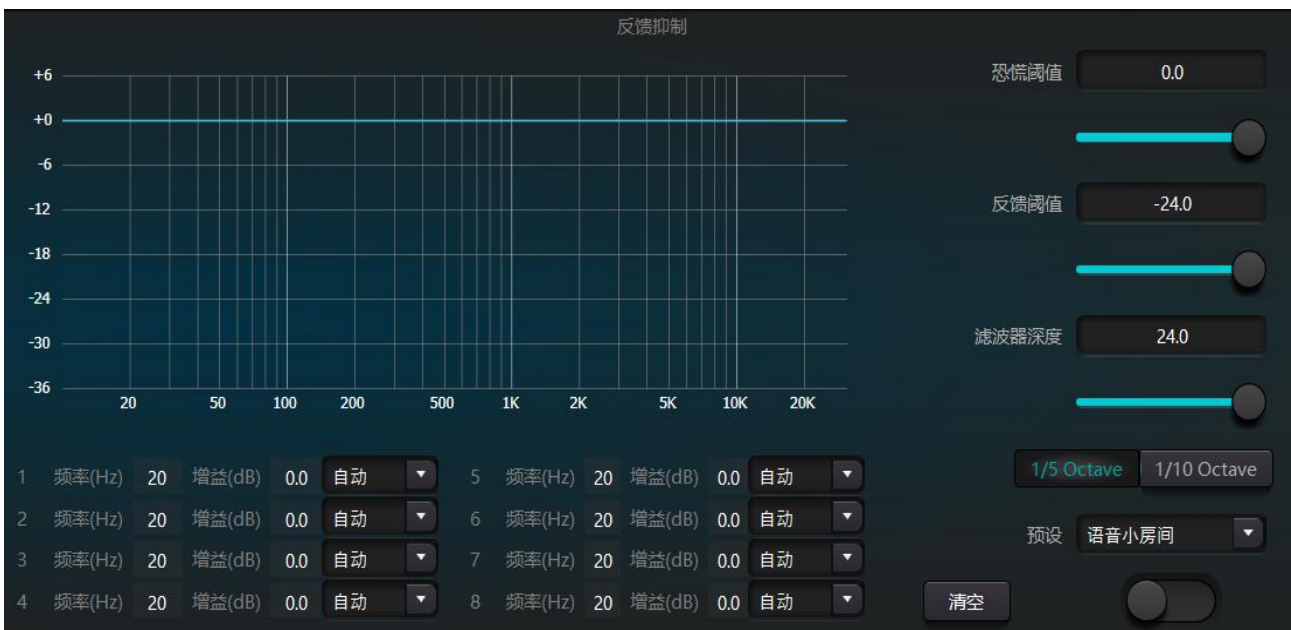 反馈抑制
+6
+0
-6
-12
-18
-24
-30
-36
20 50 100 200 500 1K 2K 5K 10K 20K
恐慌阈值 0.0
反馈阈值 -24.0
滤波器深度 24.0
1/5 Octave 1/10 Octave
预设 语音小房间
清空
1 频率(Hz) 20 增益(dB) 0.0 自动
2 频率(Hz) 20 增益(dB) 0.0 自动
3 频率(Hz) 20 增益(dB) 0.0 自动
4 频率(Hz) 20 增益(dB) 0.0 自动
5 频率(Hz) 20 增益(dB) 0.0 自动
6 频率(Hz) 20 增益(dB) 0.0 自动
7 频率(Hz) 20 增益(dB) 0.0 自动
8 频率(Hz) 20 增益(dB) 0.0 自动